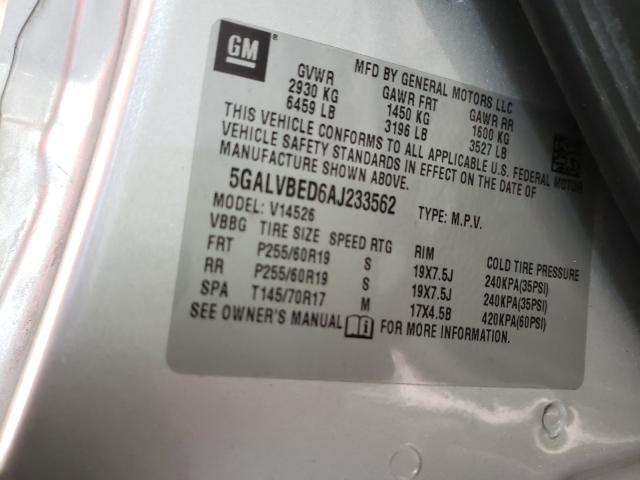 GM
MFD BY GENERAL MOTORS LLC
GVWR GAWR FRT GAWR RR
2930 KG 1450 KG 1600 KG
6459 LB 3196 LB 3527 LB
THIS VEHICLE CONFORMS TO ALL APPLICABLE U.S. FEDERAL MOTOR
VEHICLE SAFETY STANDARDS IN EFFECT ON THE DATE OF
MANUFACTURE SHOWN ABOVE.
5GALVBED6AJ233562 TYPE: M.P.V.
MODEL: V14526
VBBG TIRE SIZE SPEED RTG RIM COLD TIRE PRESSURE
FRT P255/60R19 S 19X7.5J 240KPA(35PSI)
RR P255/60R19 S 19X7.5J 240KPA(35PSI)
SPA T145/70R17 M 17X4.5B 420KPA(60PSI)
SEE OWNER'S MANUAL FOR MORE INFORMATION.